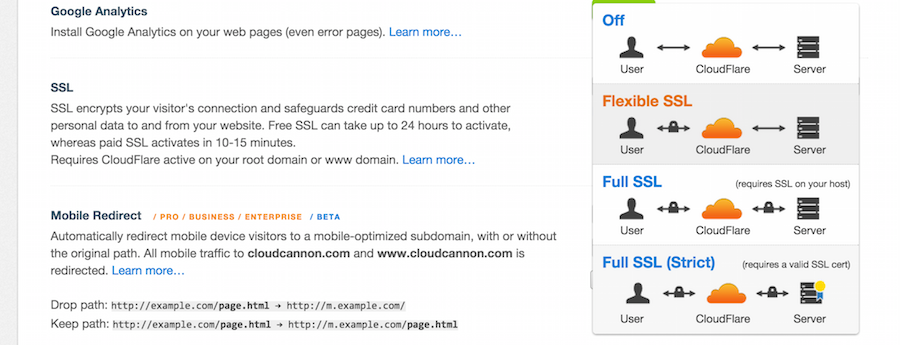 Google Analytics
Install Google Analytics on your web pages (even error pages). Learn more…
SSL
SSL encrypts your visitor's connection and safeguards credit card numbers and other
personal data to and from your website. Free SSL can take up to 24 hours to activate,
whereas paid SSL activates in 10-15 minutes.
Requires CloudFlare active on your root domain or www domain. Learn more…
Mobile Redirect / PRO / BUSINESS / ENTERPRISE / BETA
Automatically redirect mobile device visitors to a mobile-optimized subdomain, with or without
the original path. All mobile traffic to cloudcannon.com and www.cloudcannon.com is
redirected. Learn more…
Drop path: http://example.com/page.html → http://m.example.com/
Keep path: http://example.com/page.html → http://m.example.com/page.html
Off
User CloudFlare Server
Flexible SSL
User CloudFlare Server
Full SSL (requires SSL on your host)
User CloudFlare Server
Full SSL (Strict) (requires a valid SSL cert)
User CloudFlare Server